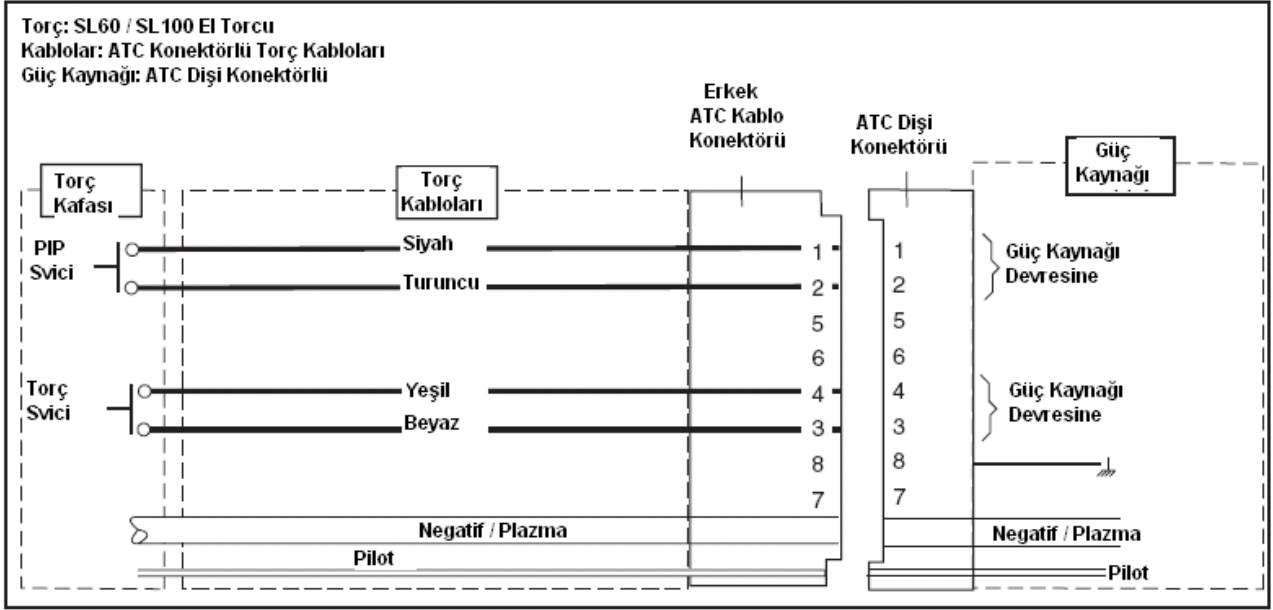 Torç: SL60 / SL100 El Torcu
Kablolar: ATC Konektörlü Torç Kabloları
Güç Kaynağı: ATC Dişi Konektörlü
Erkek
ATC Kablo
Konektörü
ATC Dişi
Konektörü
Güç
Kaynağı
Torç
Kafası
Torç
Kabloları
PIP
Svici
Siyah
Turuncu
1
2
5
6
4
3
8
7
1
2
5
6
4
3
8
7
Güç Kaynağı
Devresine
Torç
Svici
Yeşil
Beyaz
Güç Kaynağı
Devresine
Negatif / Plazma
Pilot
Negatif / Plazma
Pilot